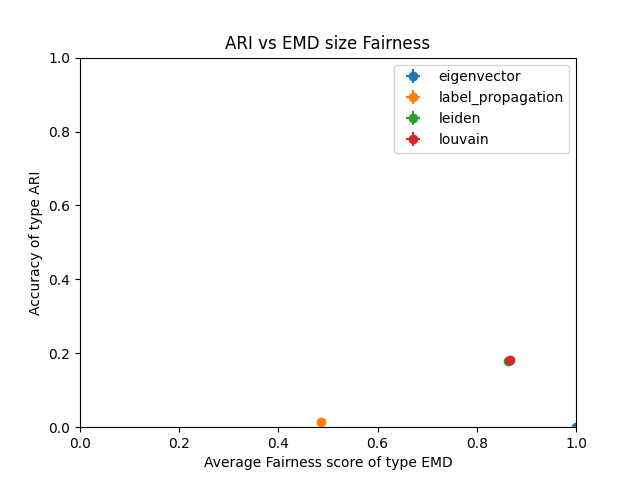 ARI vs EMD size Fairness
1.0
0.8
0.6
0.4
0.2
0.0
Accuracy of type ARI
eigenvector
label_propagation
leiden
louvain
0.0 0.2 0.4 0.6 0.8 1.0
Average Fairness score of type EMD